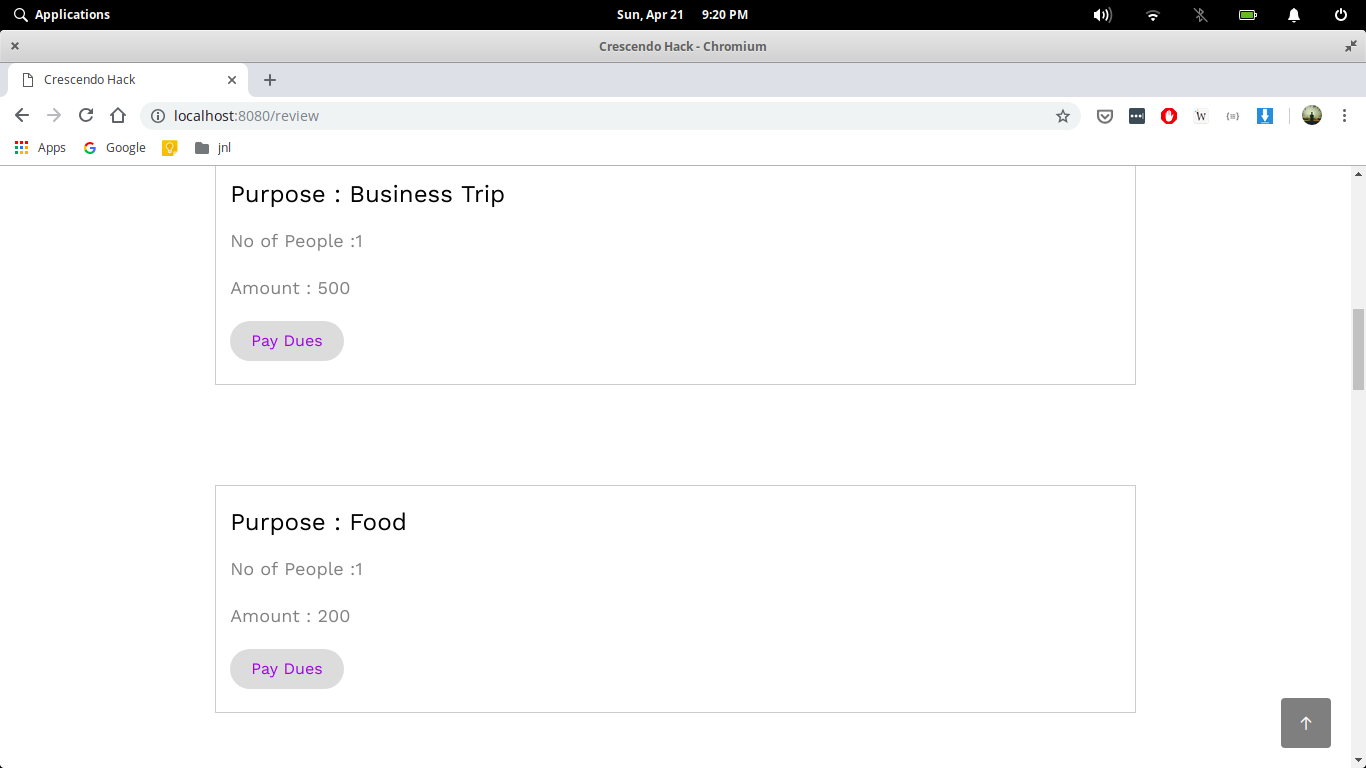 Applications
Sun, Apr 21 9:20 PM
Crescendo Hack - Chromium
Crescendo Hack
localhost:8080/review
W
Apps
Google
jnl
Purpose : Business Trip
No of People :1
Amount : 500
Pay Dues
Purpose : Food
No of People :1
Amount : 200
Pay Dues